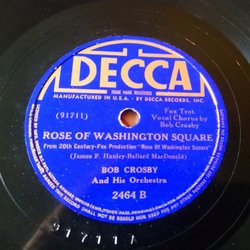 DECCA
TRADE MARK REGISTERED
MANUFACTURED IN U.S.A. - BY DECCA RECORDS, INC.
(91711)
Fox Trot
Vocal Chorus by
Bob Crosby
ROSE OF WASHINGTON SQUARE
From 20th Century-Fox Production "Rose Of Washington Square"
(James F. Hanley-Ballard MacDonald)
BOB CROSBY
And His Orchestra
2464 B
91711A